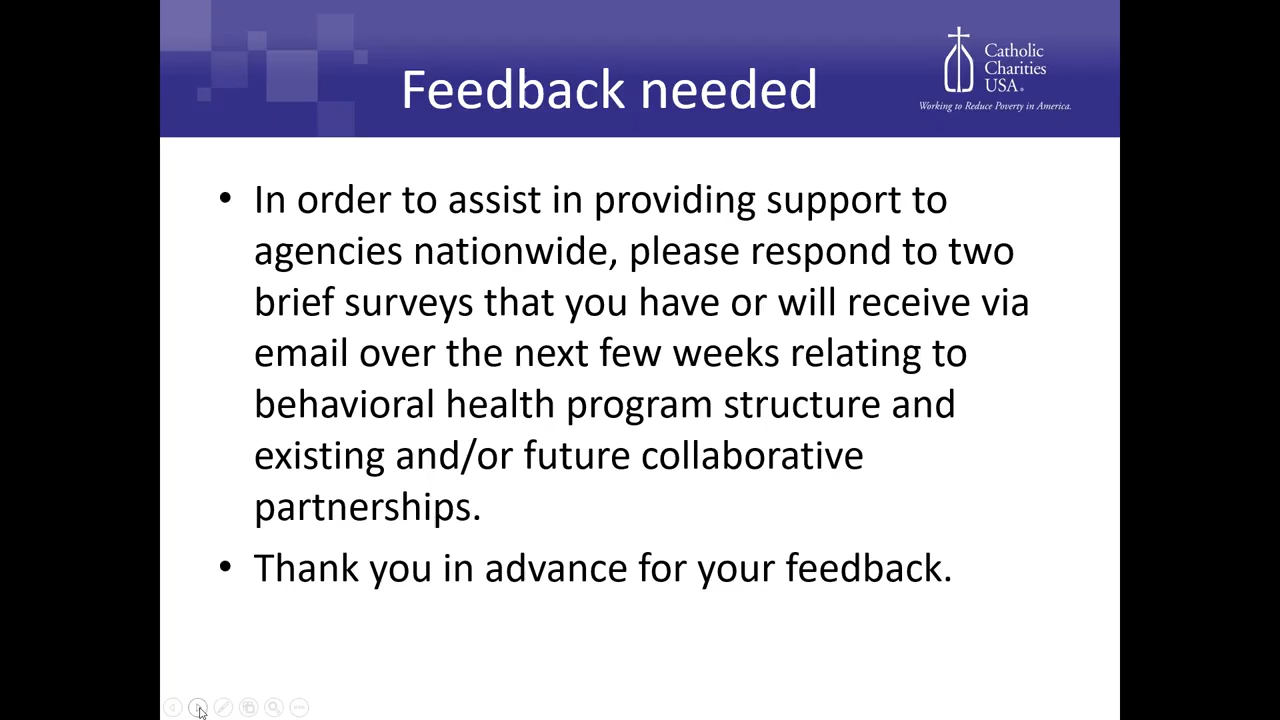 Feedback needed
Catholic
Charities
USA®
Working to Reduce Poverty in America.
• In order to assist in providing support to
agencies nationwide, please respond to two
brief surveys that you have or will receive via
email over the next few weeks relating to
behavioral health program structure and
existing and/or future collaborative
partnerships.
• Thank you in advance for your feedback.